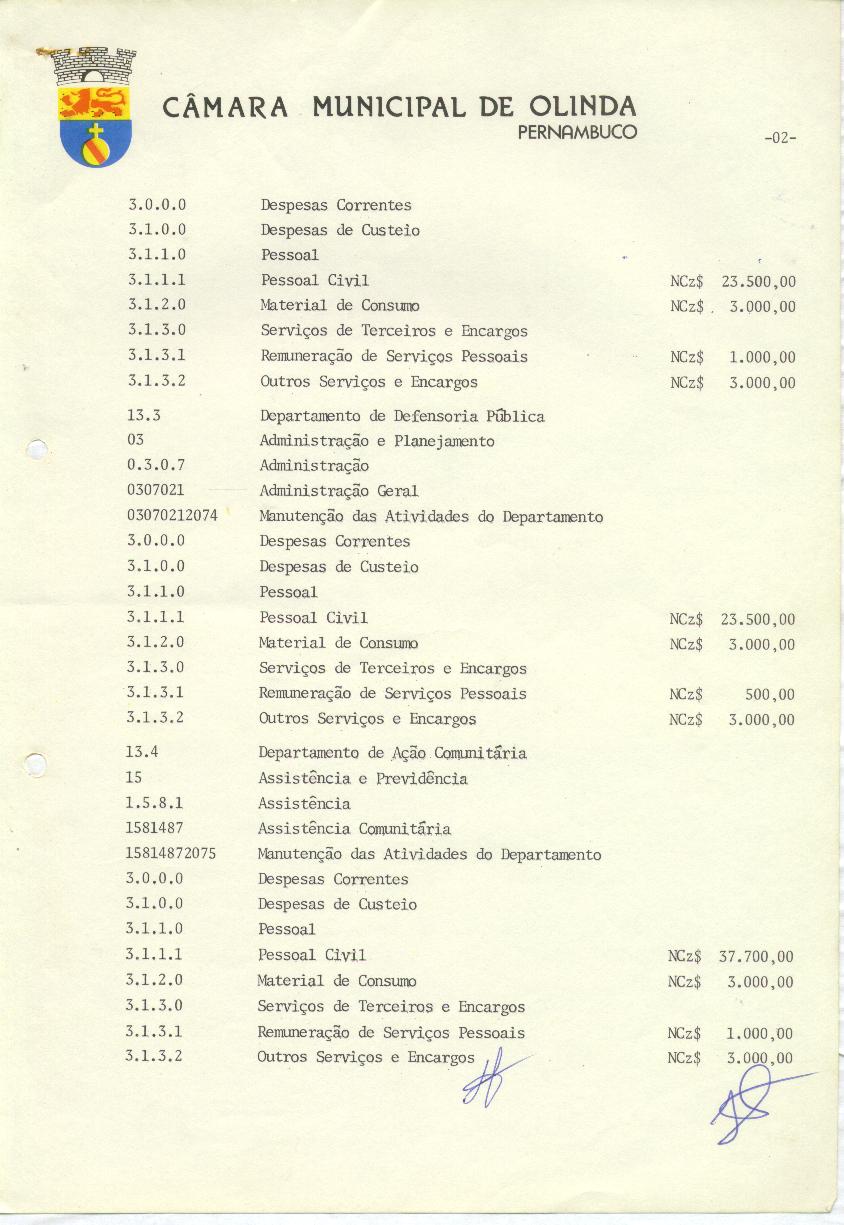 CÂMARA MUNICIPAL DE OLINDA
PERNAMBUCO
-02-
3.0.0.0 Despesas Correntes
3.1.0.0 Despesas de Custeio
3.1.1.0 Pessoal
3.1.1.1 Pessoal Civil NCz$ 23.500,00
3.1.2.0 Material de Consumo NCz$ 3.000,00
3.1.3.0 Serviços de Terceiros e Encargos
3.1.3.1 Remuneração de Serviços Pessoais NCz$ 1.000,00
3.1.3.2 Outros Serviços e Encargos NCz$ 3.000,00
13.3 Departamento de Defensoria Pública
03 Administração e Planejamento
0.3.0.7 Administração
0307021 Administração Geral
03070212074 Manutenção das Atividades do Departamento
3.0.0.0 Despesas Correntes
3.1.0.0 Despesas de Custeio
3.1.1.0 Pessoal
3.1.1.1 Pessoal Civil NCz$ 23.500,00
3.1.2.0 Material de Consumo NCz$ 3.000,00
3.1.3.0 Serviços de Terceiros e Encargos
3.1.3.1 Remuneração de Serviços Pessoais NCz$ 500,00
3.1.3.2 Outros Serviços e Encargos NCz$ 3.000,00
13.4 Departamento de Ação Comunitária
15 Assistência e Previdência
1.5.8.1 Assistência
1581487 Assistência Comunitária
15814872075 Manutenção das Atividades do Departamento
3.0.0.0 Despesas Correntes
3.1.0.0 Despesas de Custeio
3.1.1.0 Pessoal
3.1.1.1 Pessoal Civil NCz$ 37.700,00
3.1.2.0 Material de Consumo NCz$ 3.000,00
3.1.3.0 Serviços de Terceiros e Encargos
3.1.3.1 Remuneração de Serviços Pessoais NCz$ 1.000,00
3.1.3.2 Outros Serviços e Encargos NCz$ 3.000,00